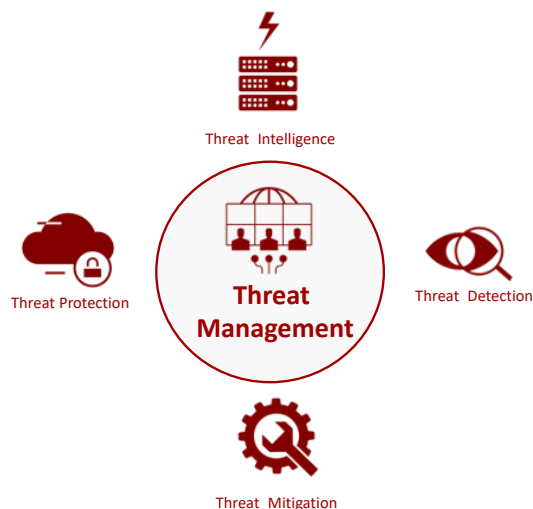 Threat Intelligence
Threat Protection
Threat
Management
Threat Detection
Threat Mitigation